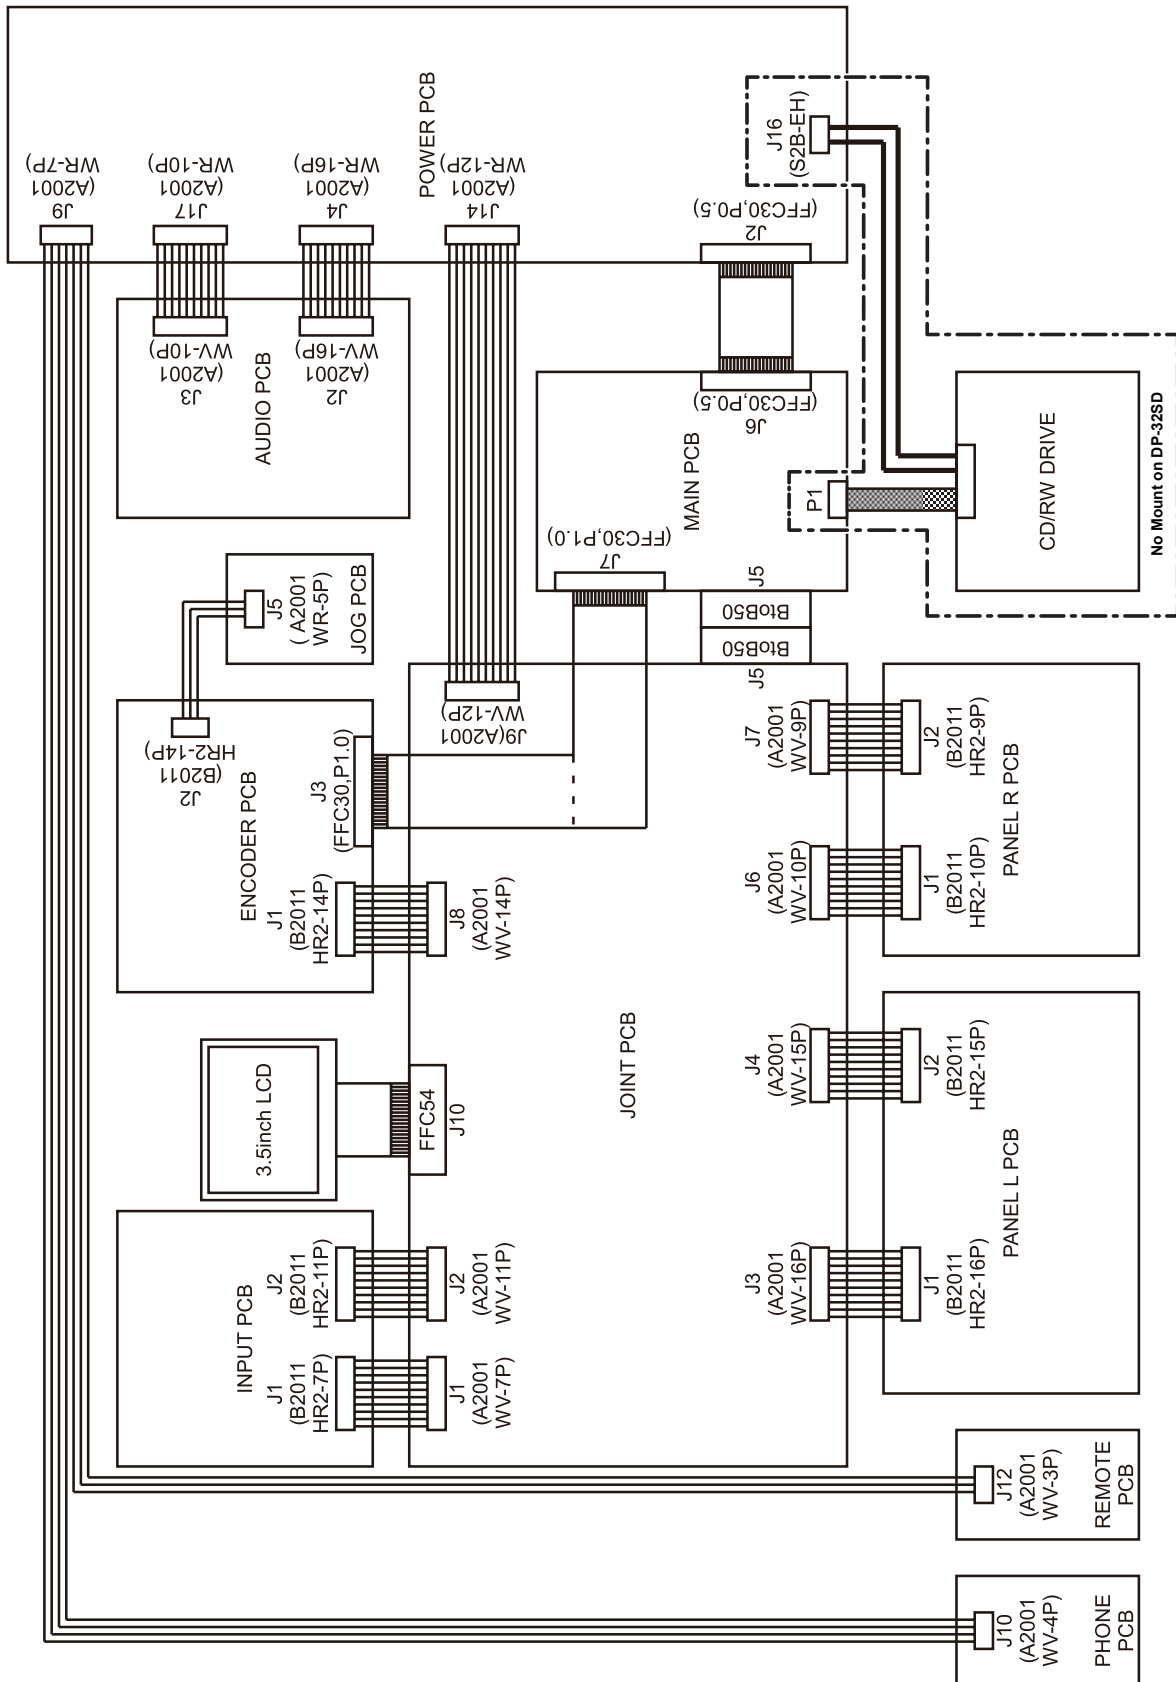 POWER PCB
J9
(A2001
WR-7P)
J17
(A2001
WR-10P)
J4
(A2001
WR-16P)
J14
(A2001
WR-12P)
J2
(FFC30,P0.5)
J16
(S2B-EH)
AUDIO PCB
J3
(A2001
WV-10P)
J2
(A2001
WV-16P)
MAIN PCB
J6
(FFC30,P0.5)
J7
(FFC30,P1.0)
P1
J5
BtoB50
BtoB50
J5
CD/RW DRIVE
No Mount on DP-32SD
JOG PCB
J5
( A2001
WR-5P)
ENCODER PCB
J2
(B2011
HR2-14P)
J3
(FFC30,P1.0)
J1
(B2011
HR2-14P)
J8
(A2001
WV-14P)
J9(A2001
WV-12P)
3.5inch LCD
FFC54
J10
JOINT PCB
J7
(A2001
WV-9P)
J6
(A2001
WV-10P)
J4
(A2001
WV-15P)
J3
(A2001
WV-16P)
PANEL R PCB
J2
(B2011
HR2-9P)
J1
(B2011
HR2-10P)
PANEL L PCB
J2
(B2011
HR2-15P)
J1
(B2011
HR2-16P)
INPUT PCB
J2
(B2011
HR2-11P)
J1
(B2011
HR2-7P)
J2
(A2001
WV-11P)
J1
(A2001
WV-7P)
J12
(A2001
WV-3P)
REMOTE
PCB
J10
(A2001
WV-4P)
PHONE
PCB